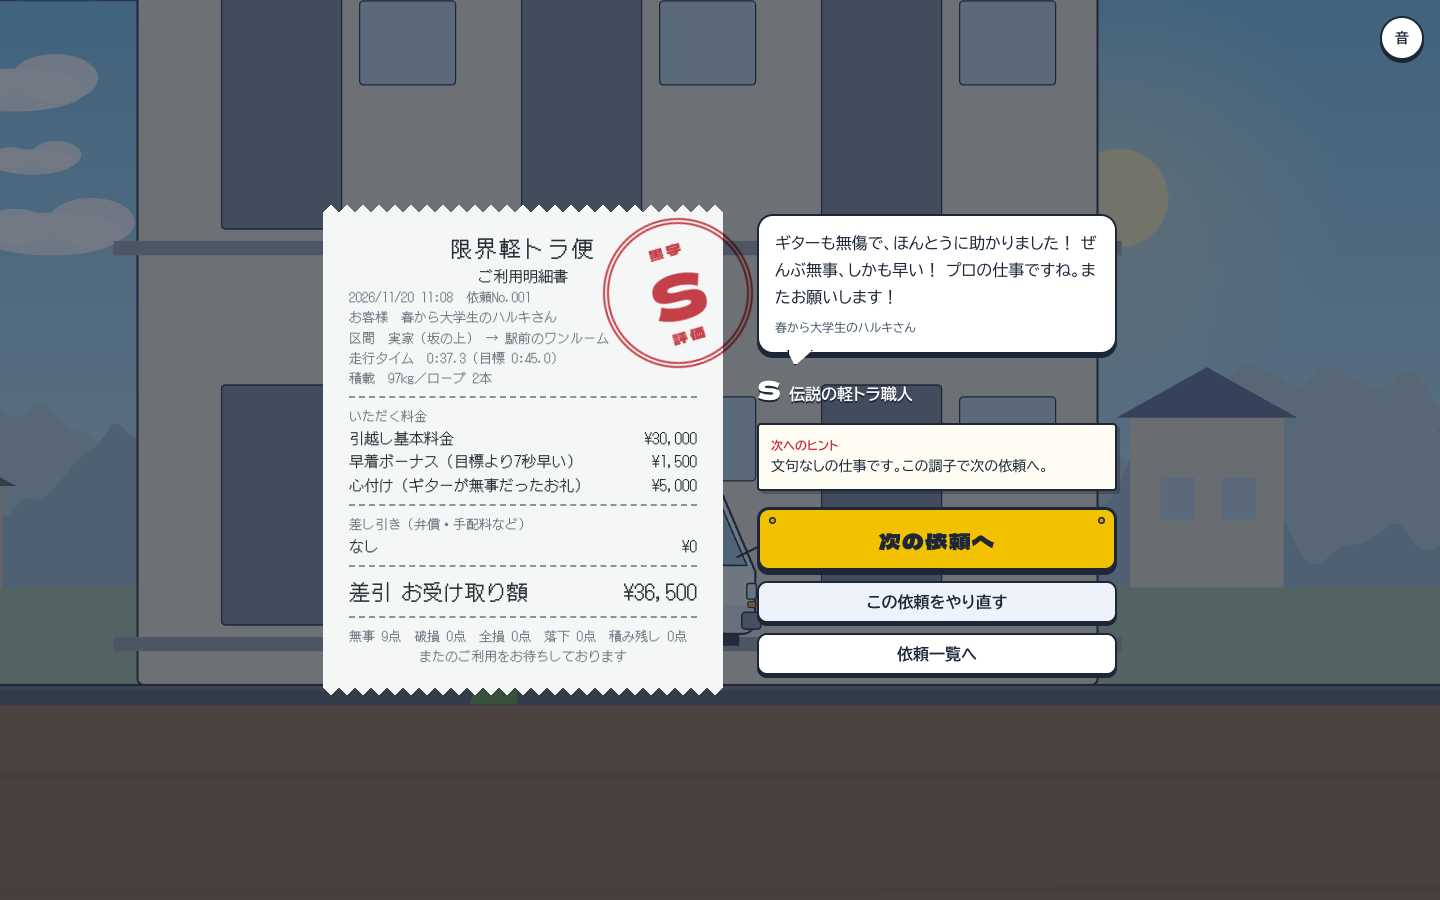 音
限界軽トラ便
ご利用明細書
2026/11/20 11:08 依頼No.001
お客様 春から大学生のハルキさん
区間 実家（坂の上） → 駅前のワンルーム
走行タイム 0:37.3（目標 0:45.0）
積載 97kg／ロープ 2本
黒字
S
評価
いただく料金
引越し基本料金 ¥30,000
早着ボーナス（目標より7秒早い） ¥1,500
心付け（ギターが無事だったお礼） ¥5,000
差し引き（弁償・手配料など）
なし ¥0
差引 お受け取り額 ¥36,500
無事 9点 破損 0点 全損 0点 落下 0点 積み残し 0点
またのご利用をお待ちしております
ギターも無傷で、ほんとうに助かりました！ ぜ
んぶ無事、しかも早い！ プロの仕事ですね。ま
たお願いします！
春から大学生のハルキさん
S 伝説の軽トラ職人
次へのヒント
文句なしの仕事です。この調子で次の依頼へ。
次の依頼へ
この依頼をやり直す
依頼一覧へ